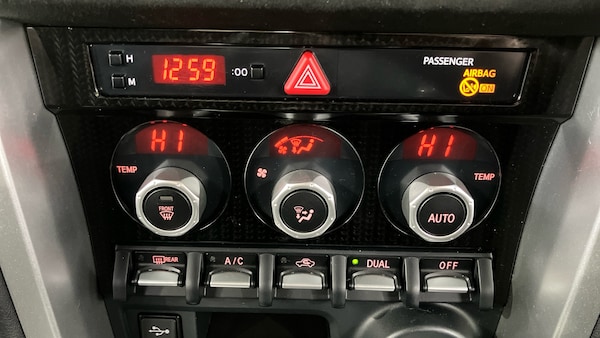 H
M
12:59
:00
PASSENGER
AIRBAG
ON
HI
HI
TEMP
TEMP
FRONT
AUTO
REAR
A/C
DUAL
OFF